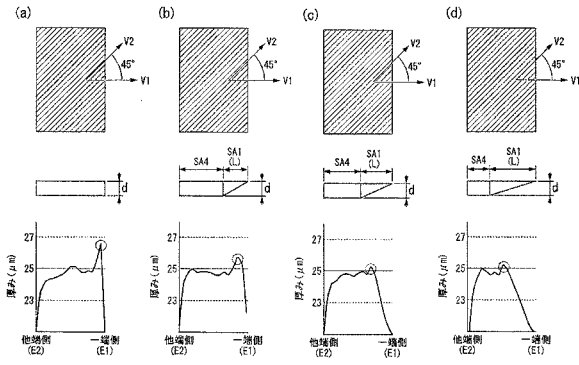 (a)
V2
45°
V1
d
27
25
23
厚み(μm)
他端側
(E2)
一端側
(E1)
(b)
V2
45°
V1
SA4
SA1
(L)
d
27
25
23
厚み(μm)
他端側
(E2)
一端側
(E1)
(c)
V2
45°
V1
SA4
SA1
(L)
d
27
25
23
厚み(μm)
他端側
(E2)
一端側
(E1)
(d)
V2
45°
V1
SA4
SA1
(L)
d
27
25
23
厚み(μm)
他端側
(E2)
一端側
(E1)